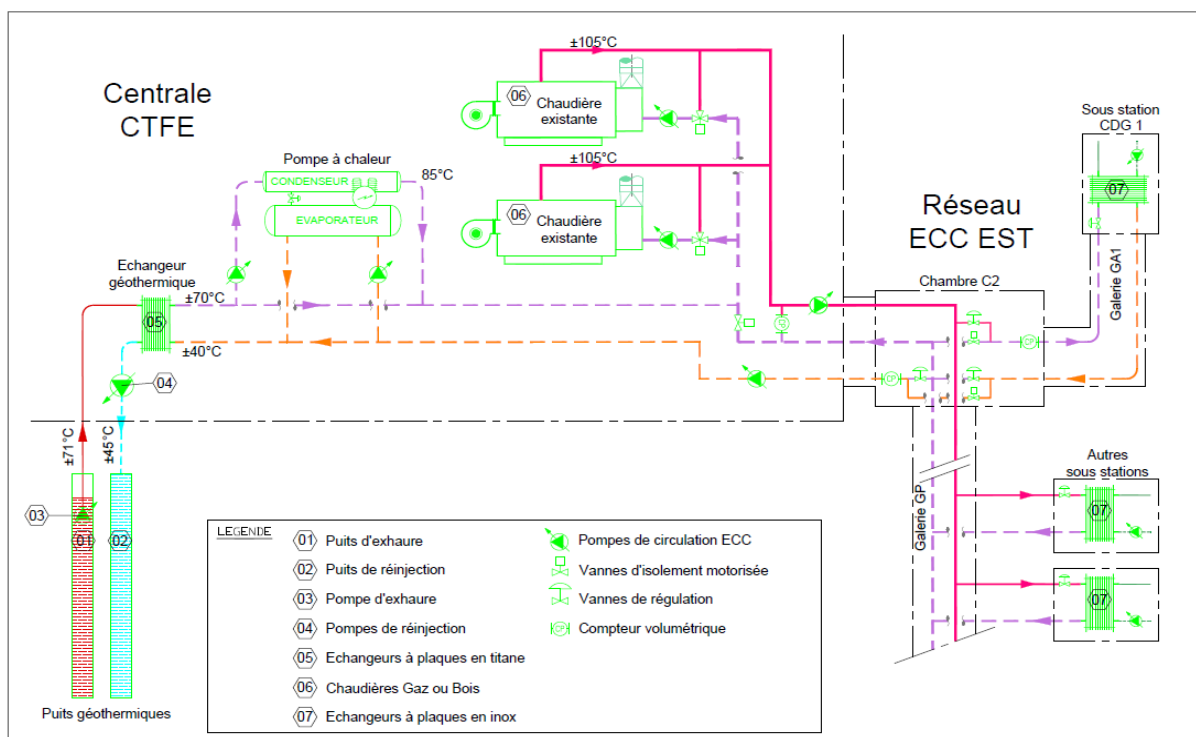 Centrale
CTFE
±105°C
06
Chaudière
existante
±105°C
06
Chaudière
existante
Pompe à chaleur
CONDENSEUR
85°C
EVAPORATEUR
Echangeur
géothermique
±70°C
05
±40°C
04
±71°C
±45°C
03
01
02
Puits géothermiques
Sous station
CDG 1
07
Réseau
ECC EST
Galerie GA1
Chambre C2
CP
CP
CP
Galerie GP
Autres
sous stations
07
07
LEGENDE
01 Puits d'exhaure
02 Puits de réinjection
03 Pompe d'exhaure
04 Pompes de réinjection
05 Echangeurs à plaques en titane
06 Chaudières Gaz ou Bois
07 Echangeurs à plaques en inox
Pompes de circulation ECC
Vannes d'isolement motorisée
Vannes de régulation
CP Compteur volumétrique